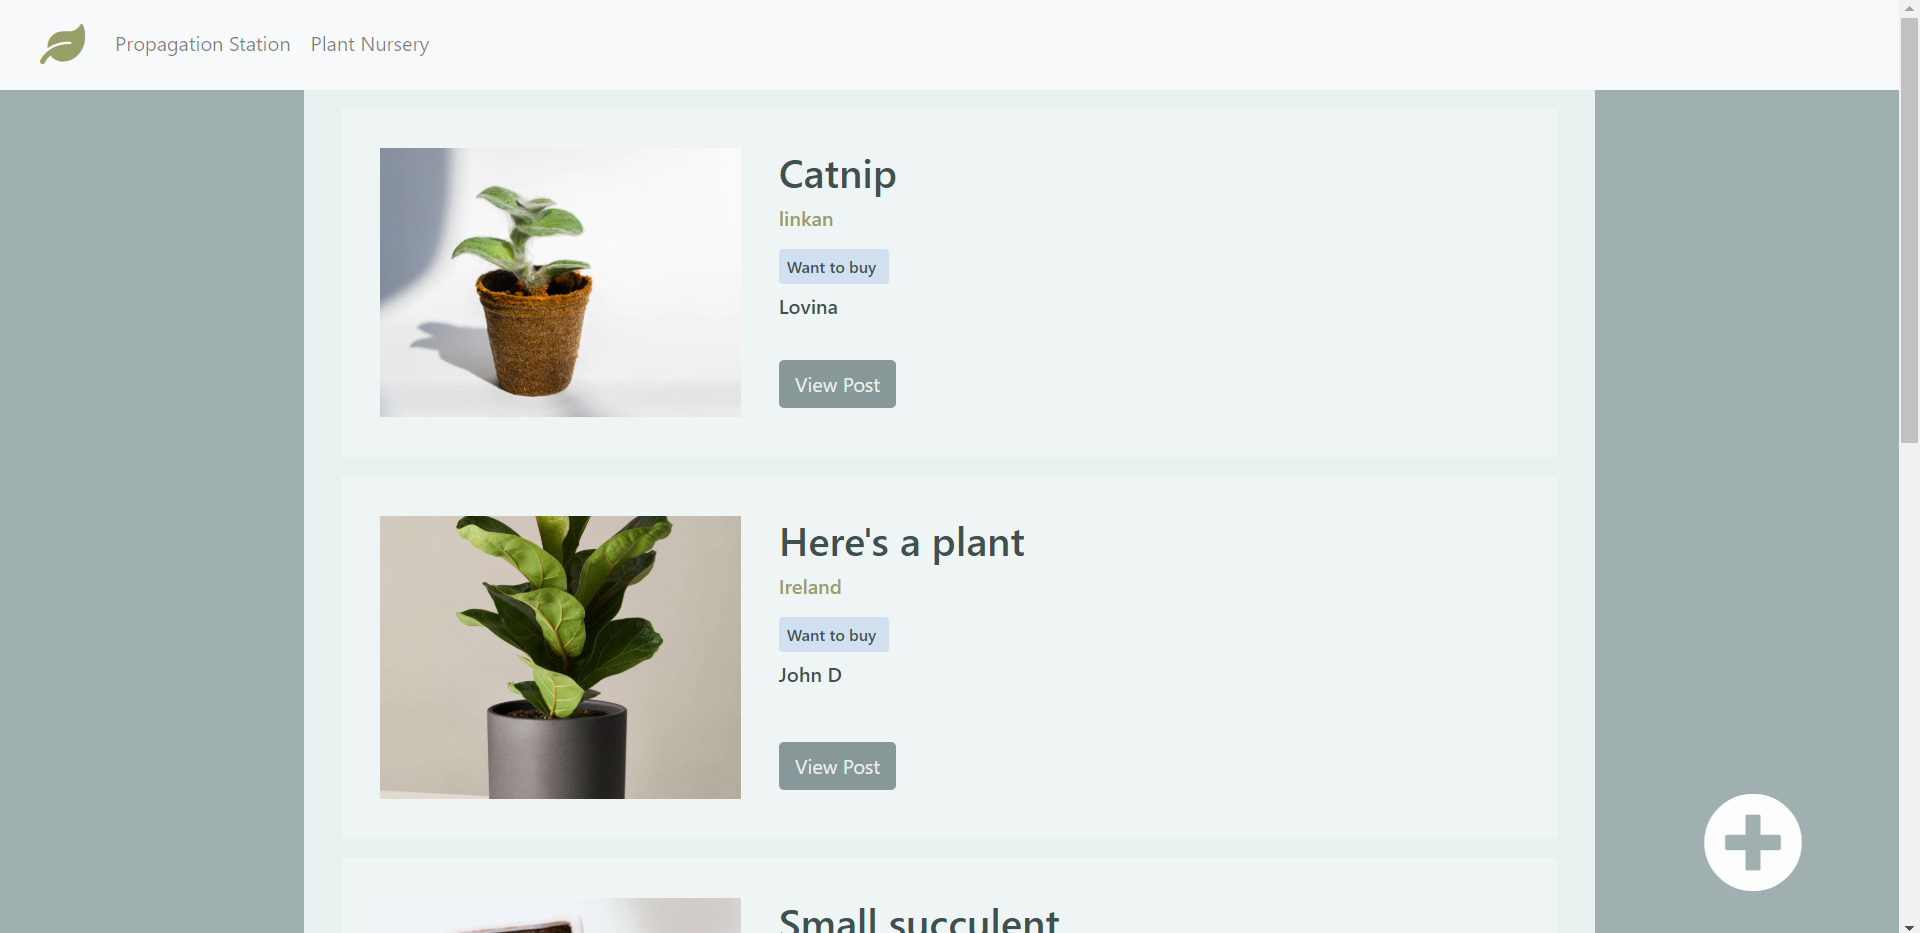 Propagation Station Plant Nursery
Catnip
linkan
Want to buy
Lovina
View Post
Here's a plant
Ireland
Want to buy
John D
View Post
Small succulent